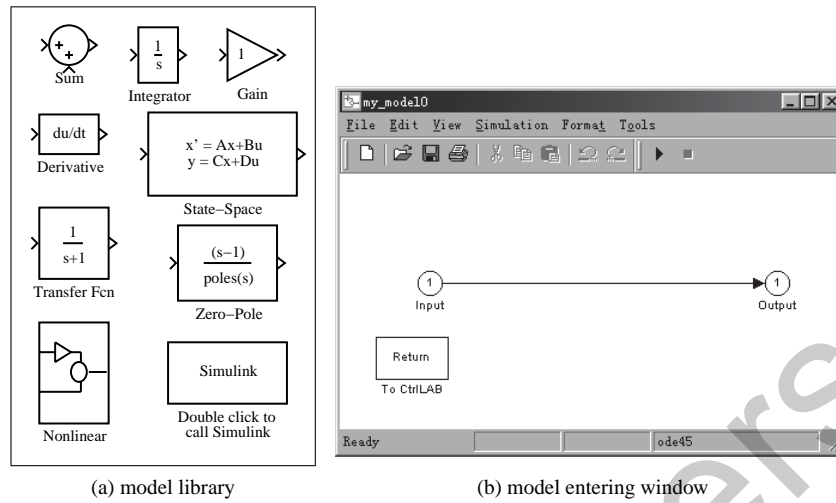 Sum
+
+
1
s
Integrator
1
Gain
du/dt
Derivative
x' = Ax+Bu
y = Cx+Du
State−Space
1
s+1
Transfer Fcn
(s−1)
poles(s)
Zero−Pole
Nonlinear
Simulink
Double click to
call Simulink
(a) model library
my_model0
File Edit View Simulation Format Tools
1
Input
1
Output
Return
To CtrlLAB
Ready
ode45
(b) model entering window
ers